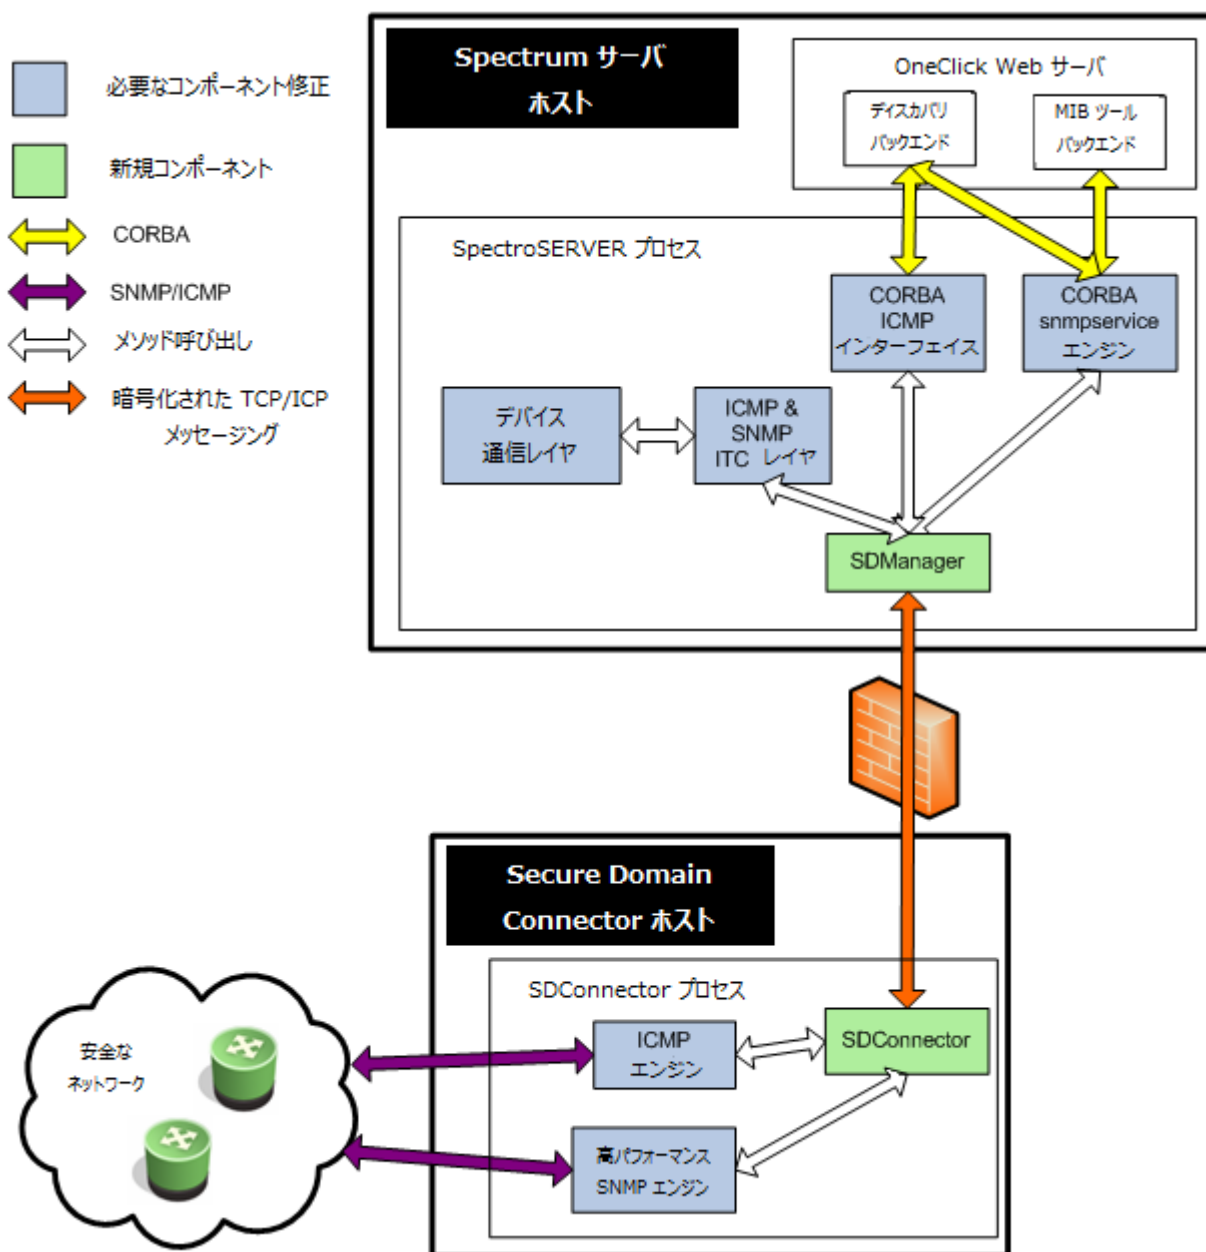 必要なコンポーネント修正
新規コンポーネント
CORBA
SNMP/ICMP
メソッド呼び出し
暗号化された TCP/ICP
メッセージング
Spectrum サーバ
ホスト
OneClick Web サーバ
ディスカバリ
バックエンド
MIB ツール
バックエンド
SpectroSERVER プロセス
CORBA
ICMP
インターフェイス
CORBA
snmpservice
エンジン
デバイス
通信レイヤ
ICMP &
SNMP
ITC レイヤ
SDManager
Secure Domain
Connector ホスト
SDConnector プロセス
ICMP
エンジン
SDConnector
高パフォーマンス
SNMP エンジン
安全な
ネットワーク